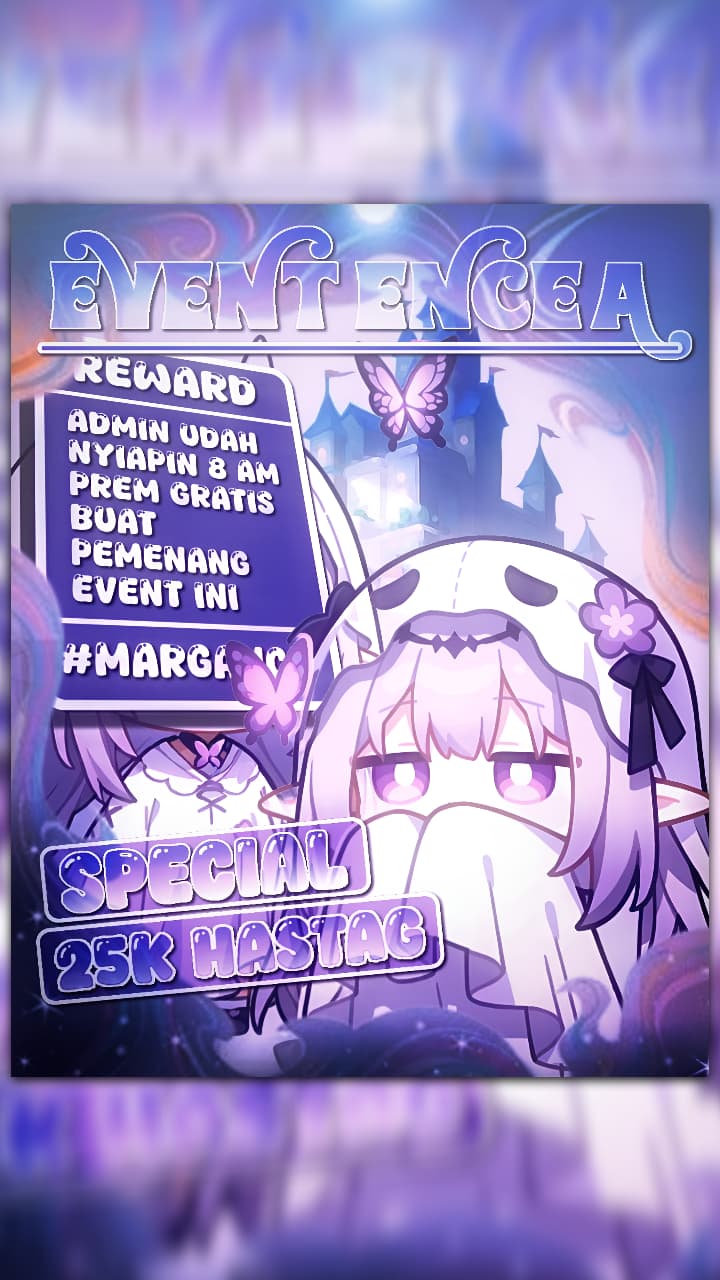 EVENT ENCEA
REWARD
ADMIN UDAH
NYIAPIN 8 AM
PREM GRATIS
BUAT
PEMENANG
EVENT INI
SPECIAL
25K HASTAG